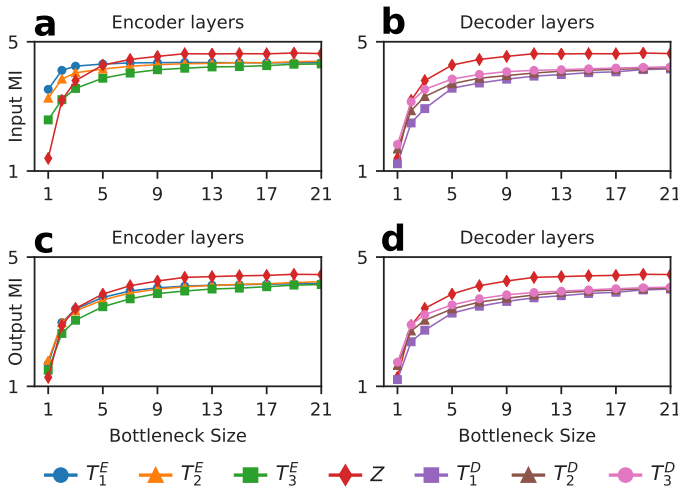 a Encoder layers
b Decoder layers
Input MI
5
1
1 5 9 13 17 21
5
1
1 5 9 13 17 21
c Encoder layers
d Decoder layers
Output MI
5
1
1 5 9 13 17 21
Bottleneck Size
5
1
1 5 9 13 17 21
Bottleneck Size
T₁ᴱ T₂ᴱ T₃ᴱ Z T₁ᴰ T₂ᴰ T₃ᴰ